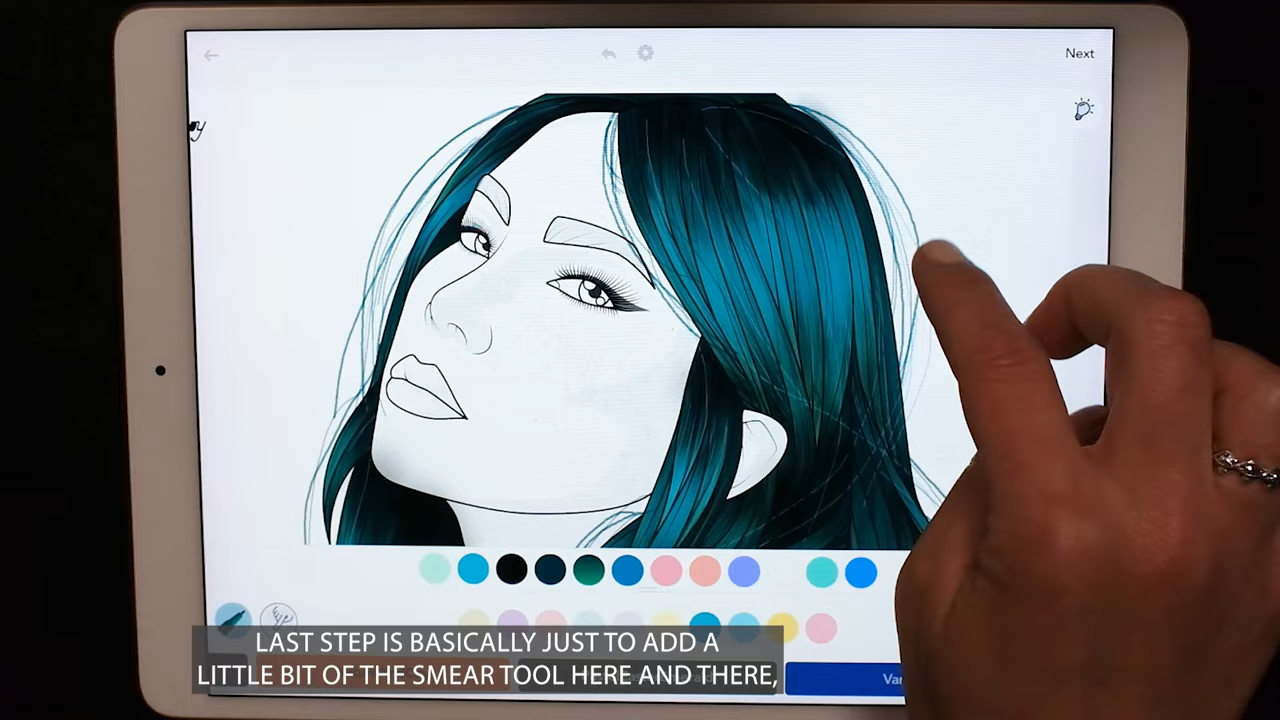 Next
LAST STEP IS BASICALLY JUST TO ADD A
LITTLE BIT OF THE SMEAR TOOL HERE AND THERE,